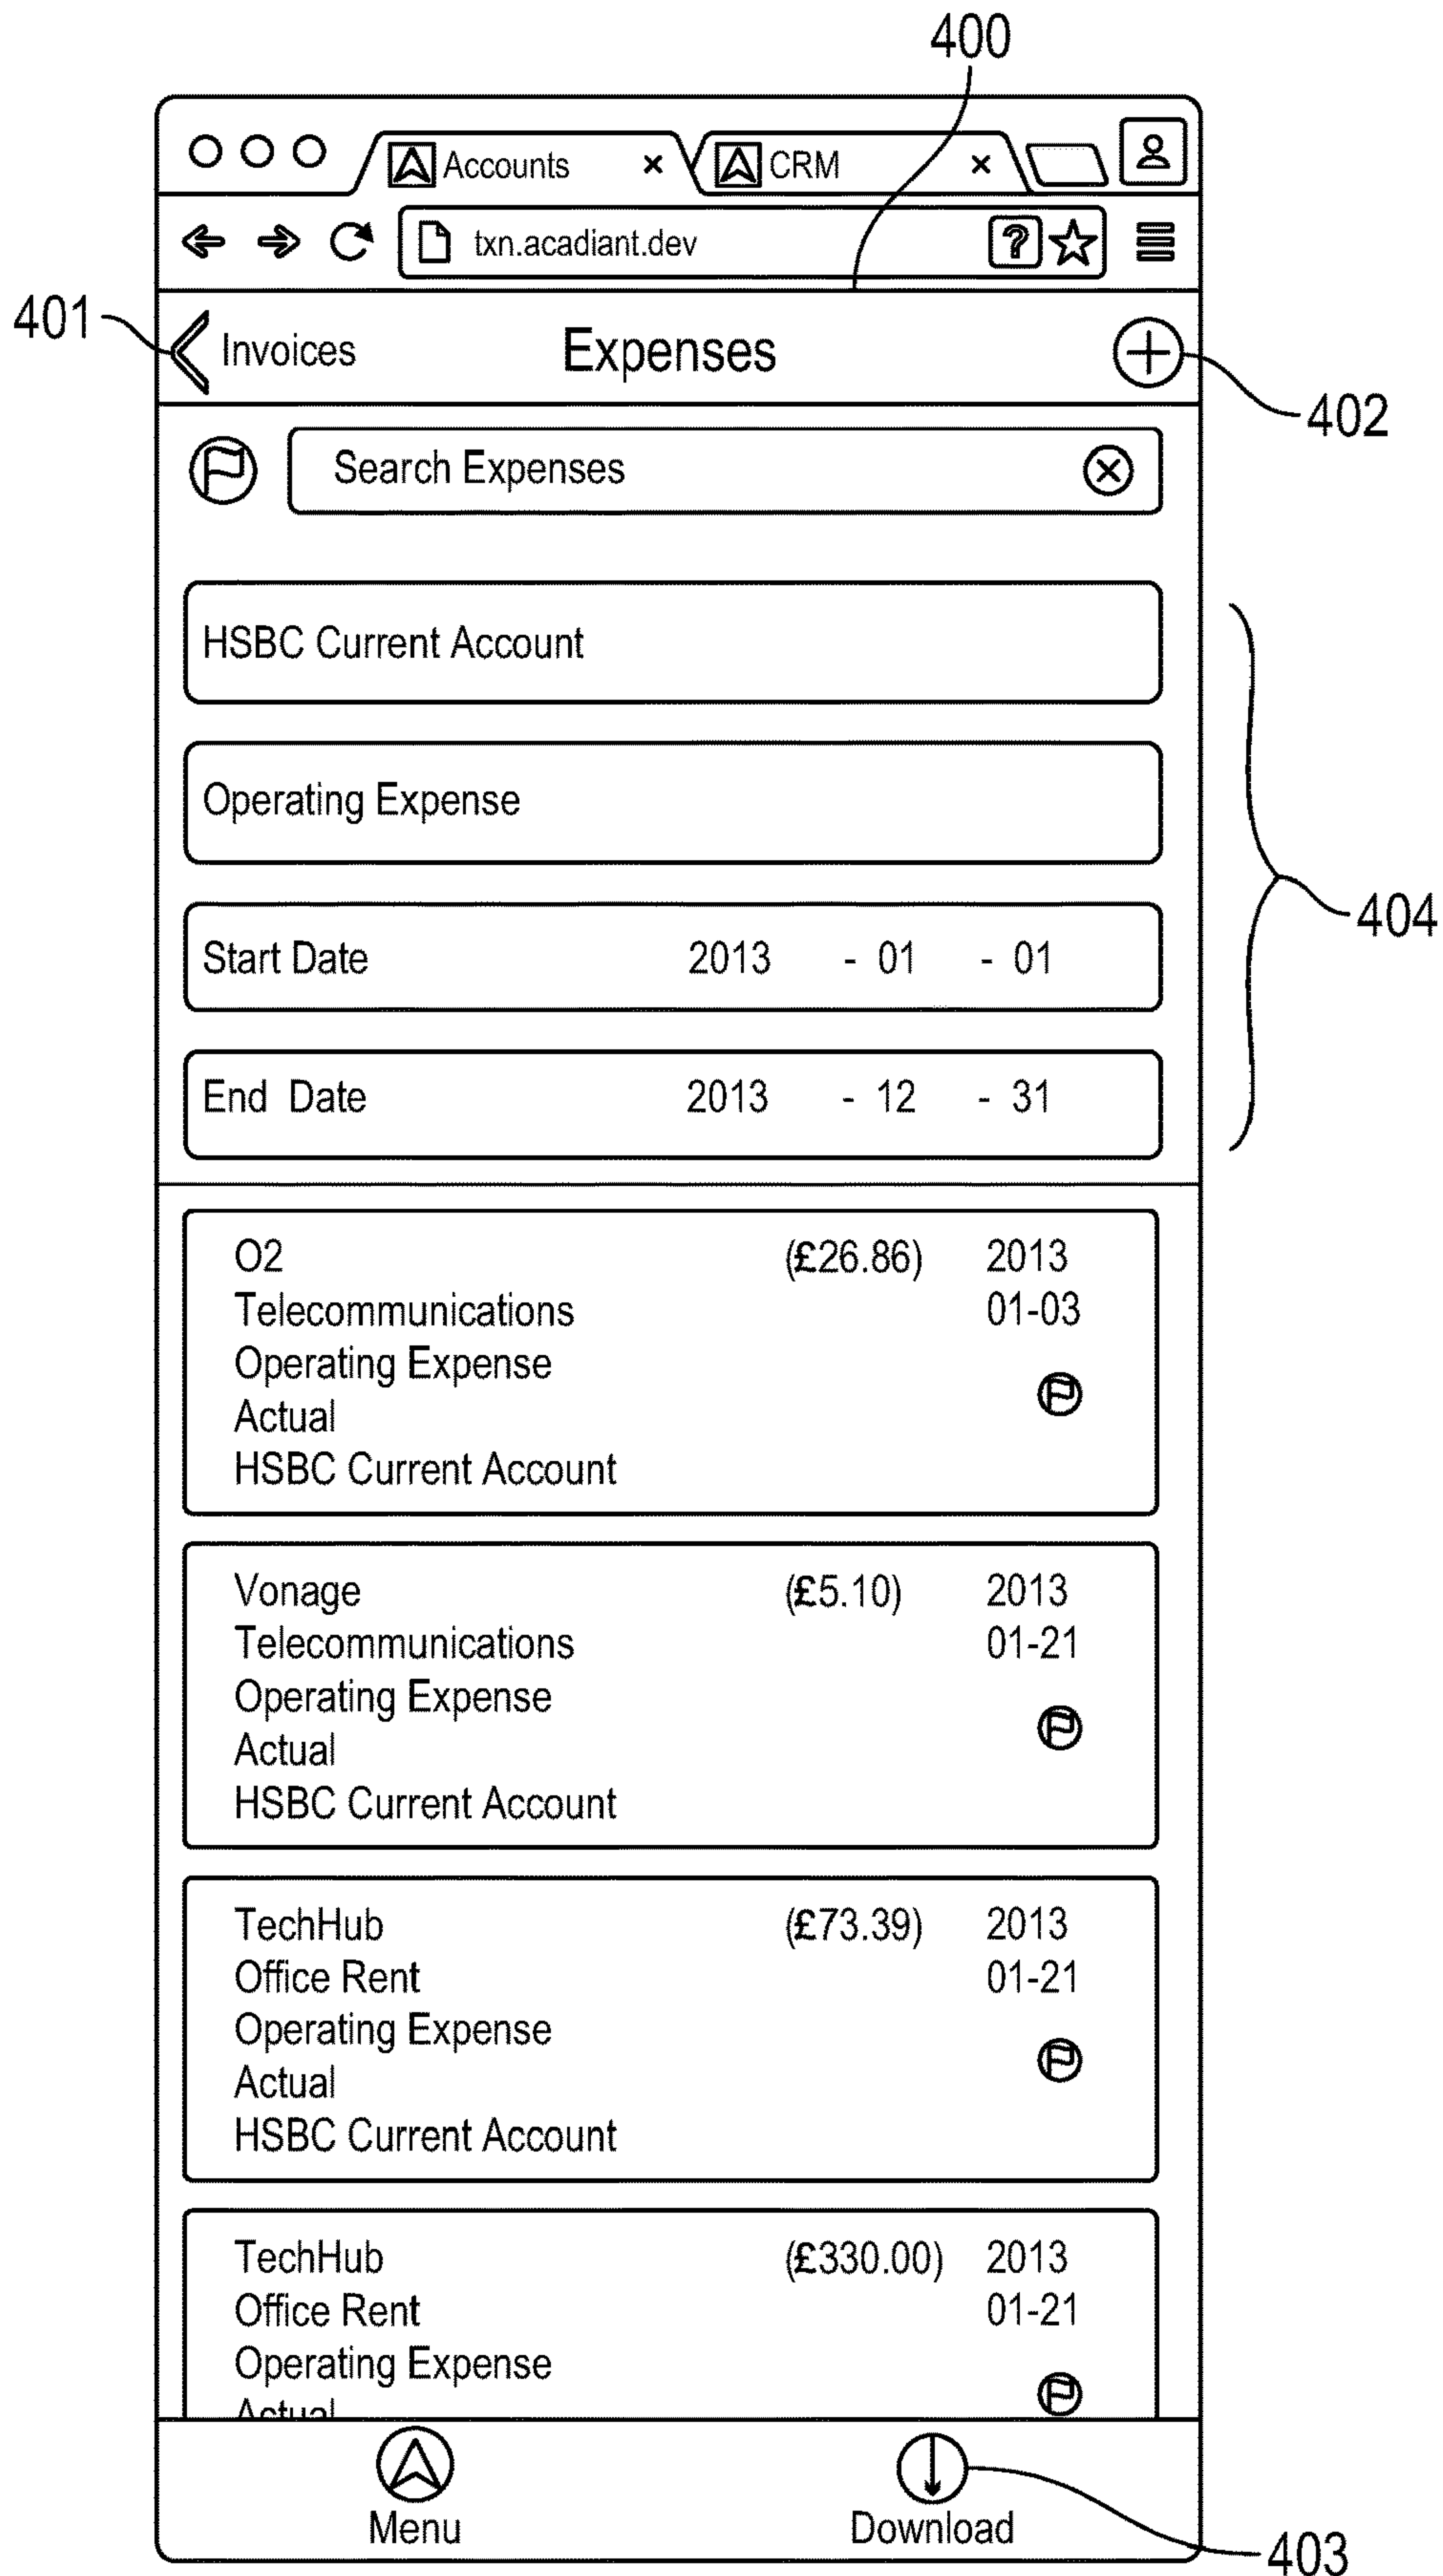 400
Accounts × CRM ×
txn.acadiant.dev ?
401
Invoices Expenses
402
Search Expenses
HSBC Current Account
Operating Expense
404
Start Date 2013 - 01 - 01
End Date 2013 - 12 - 31
O2 (£26.86) 2013
Telecommunications 01-03
Operating Expense
Actual
HSBC Current Account
Vonage (£5.10) 2013
Telecommunications 01-21
Operating Expense
Actual
HSBC Current Account
TechHub (£73.39) 2013
Office Rent 01-21
Operating Expense
Actual
HSBC Current Account
TechHub (£330.00) 2013
Office Rent 01-21
Operating Expense
Actual
Menu Download
403